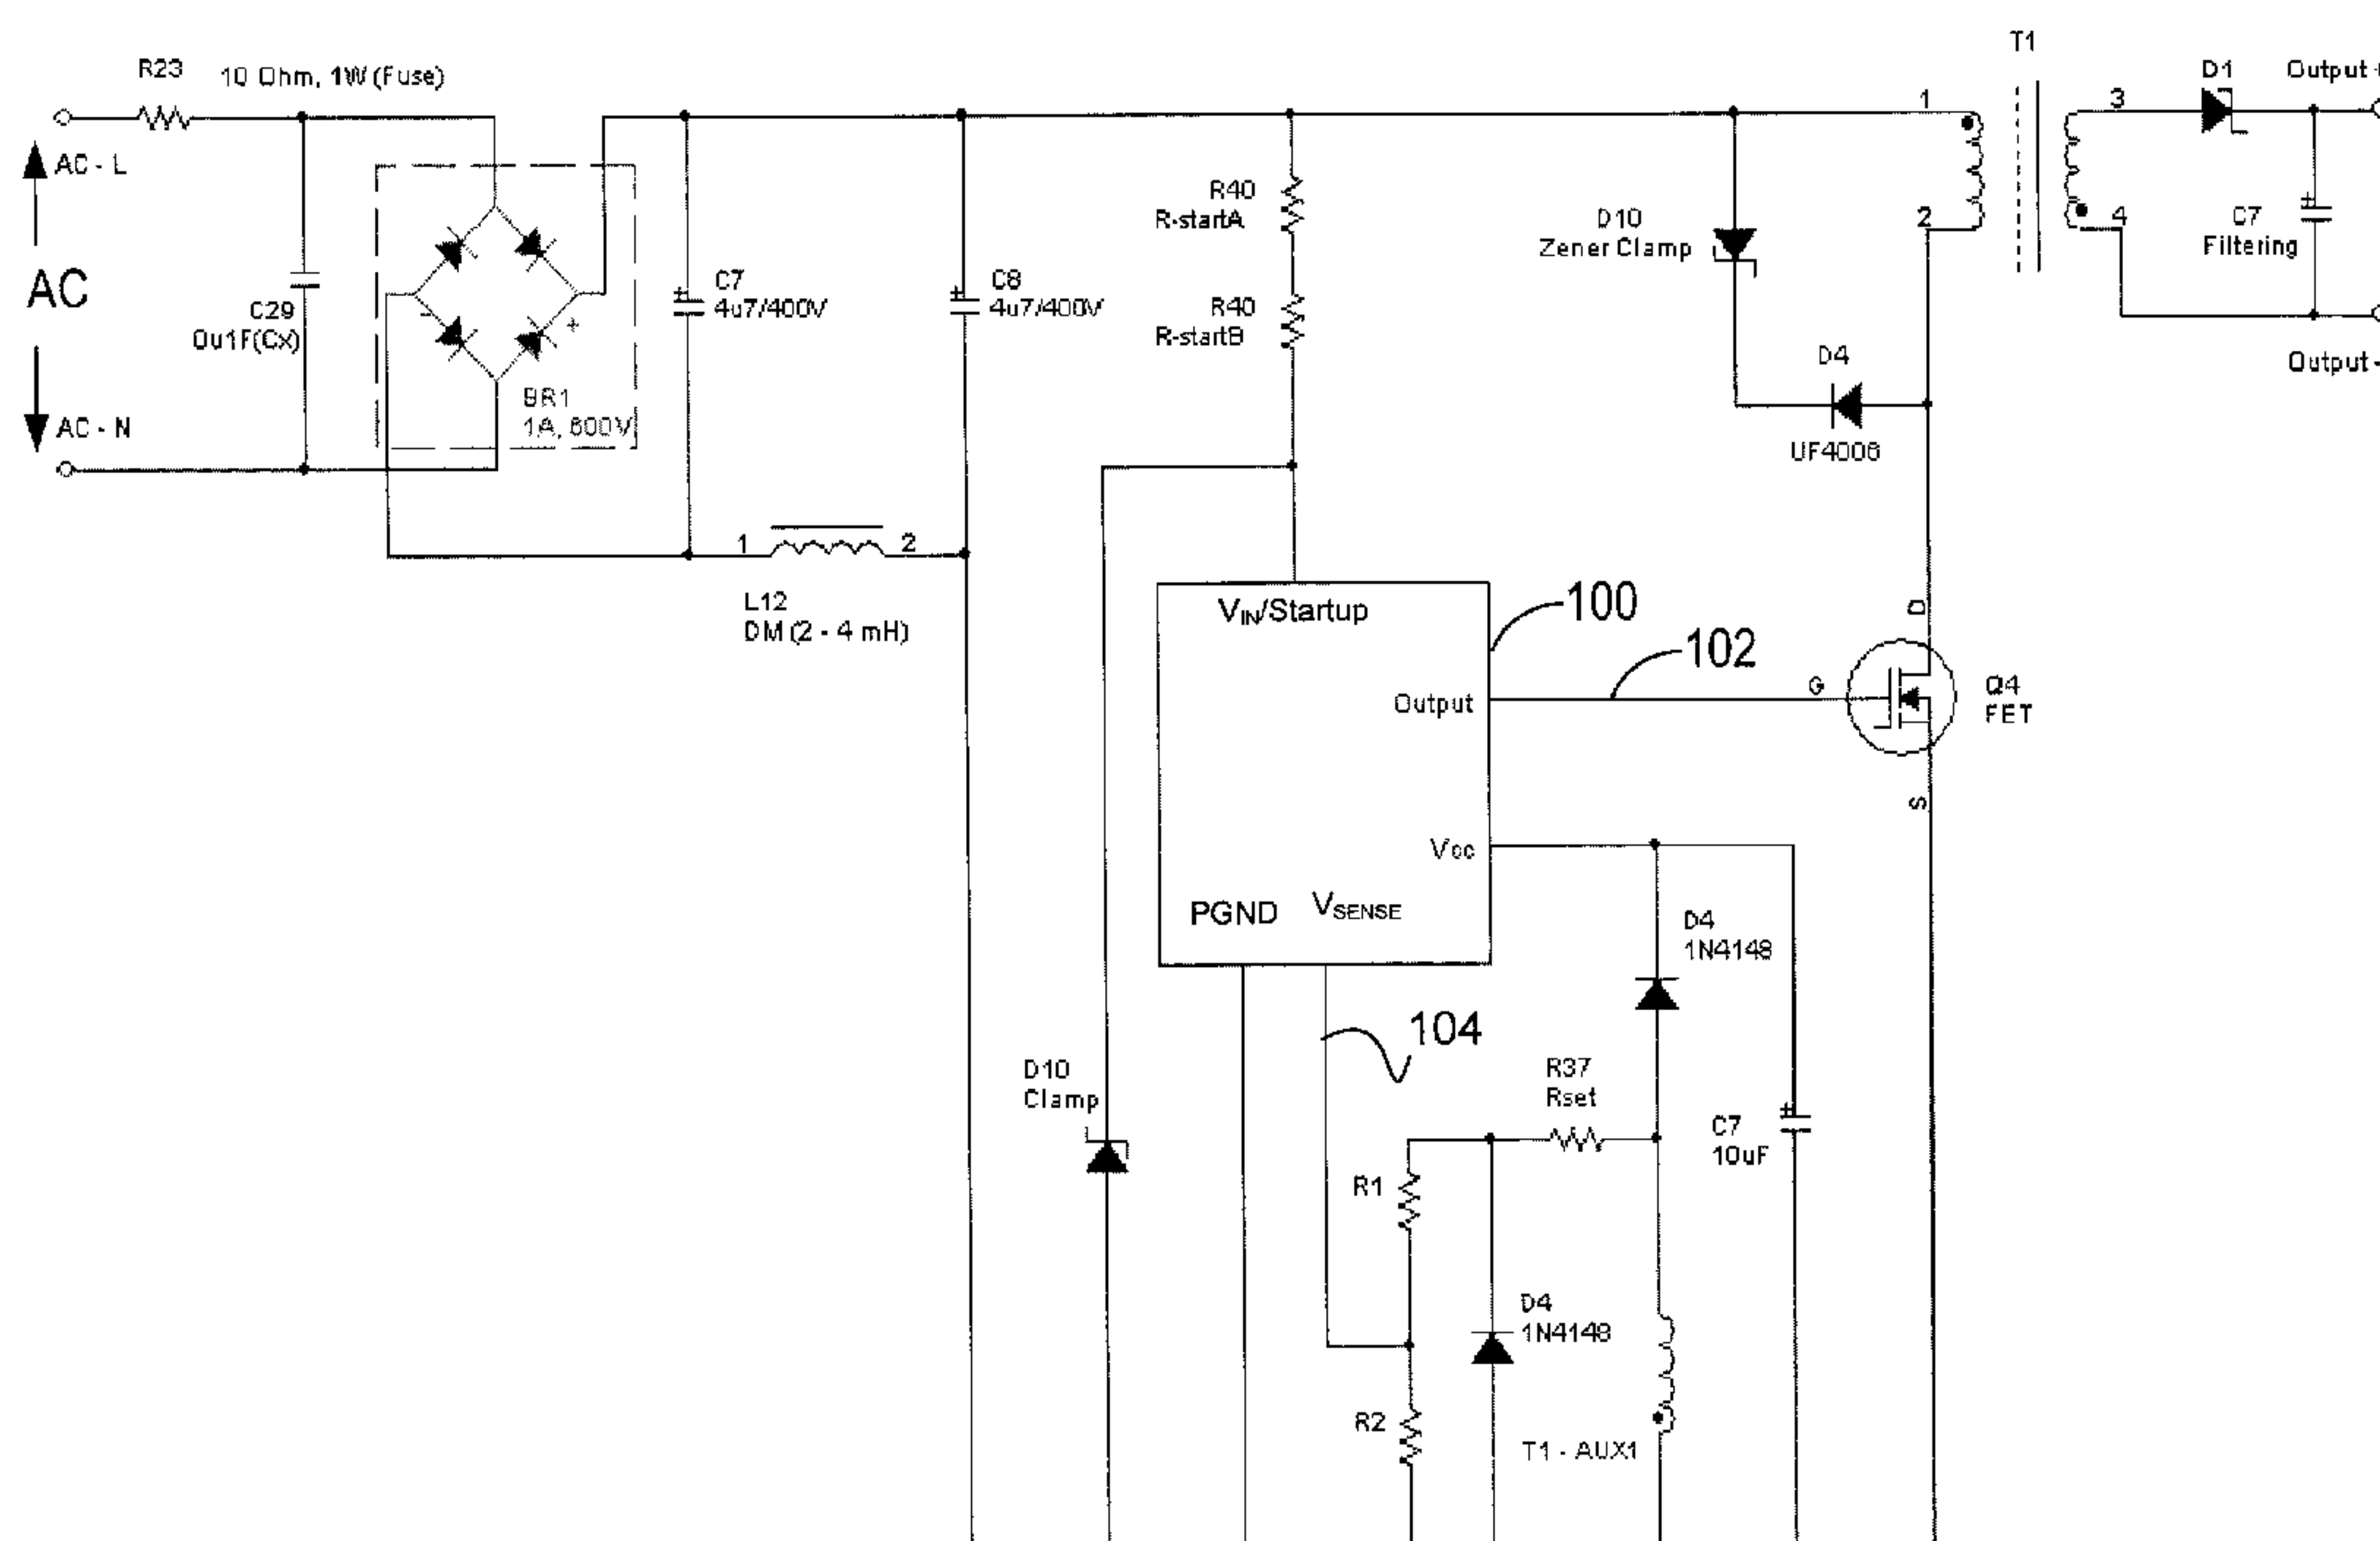 T1
R23
10 Ohm, 1W (Fuse)
D1
Output
1
3
AC - L
R40
R-startA
D10
Zener Clamp
2
4
C7
Filtering
AC
C29
0u1F(Cx)
-
+
C7
4u7/400V
C8
4u7/400V
R40
R-startB
D4
Output -
BR1
1A, 600V
AC - N
UF4006
1
2
L12
DM (2 - 4 mH)
VIN/Startup
100
D
102
Output
G
Q4
FET
S
Vcc
PGND
VSENSE
D4
1N4148
104
D10
Clamp
R37
Rset
C7
10uF
R1
D4
1N4148
R2
T1 - AUX1